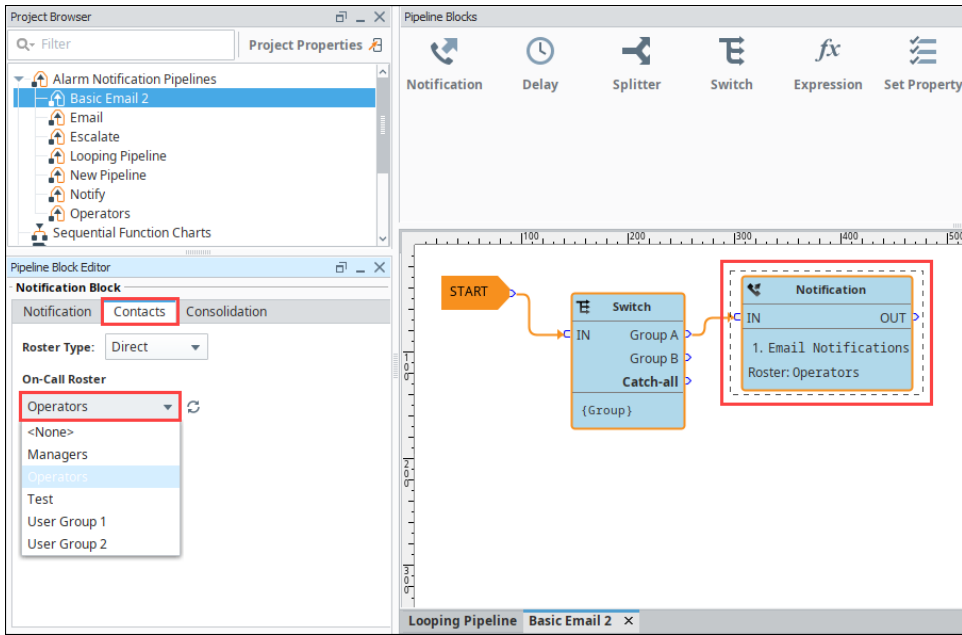 Project Browser
Filter
Project Properties
Alarm Notification Pipelines
Basic Email 2
Email
Escalate
Looping Pipeline
New Pipeline
Notify
Operators
Sequential Function Charts
Pipeline Block Editor
Notification Block
Notification Contacts Consolidation
Roster Type: Direct
On-Call Roster
Operators
<None>
Managers
Operators
Test
User Group 1
User Group 2
Pipeline Blocks
Notification Delay Splitter Switch Expression Set Property
100 200 300 400 500
100
200
300
START
Switch
IN Group A
Group B
Catch-all
{Group}
Notification
IN OUT
1. Email Notifications
Roster: Operators
Looping Pipeline Basic Email 2